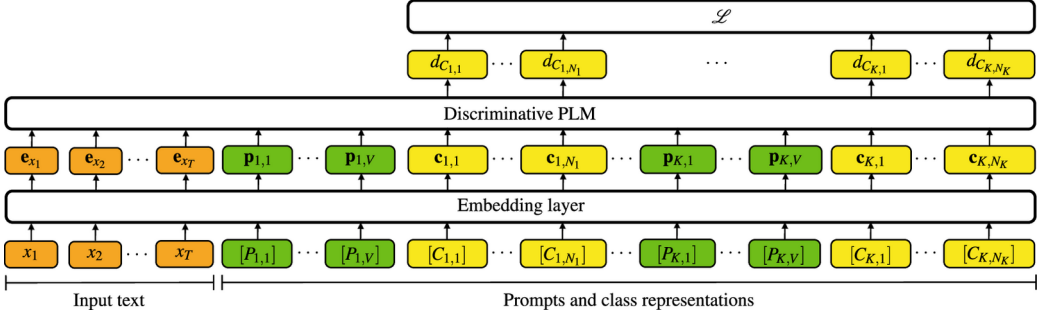 ℒ
d_{C_{1,1}} ··· d_{C_{1,N_1}} ··· d_{C_{K,1}} ··· d_{C_{K,N_K}}
Discriminative PLM
e_{x_1} e_{x_2} ··· e_{x_T} p_{1,1} ··· p_{1,V} c_{1,1} ··· c_{1,N_1} ··· p_{K,1} ··· p_{K,V} c_{K,1} ··· c_{K,N_K}
Embedding layer
x_1 x_2 ··· x_T [P_{1,1}] ··· [P_{1,V}] [C_{1,1}] ··· [C_{1,N_1}] ··· [P_{K,1}] ··· [P_{K,V}] [C_{K,1}] ··· [C_{K,N_K}]
Input text Prompts and class representations